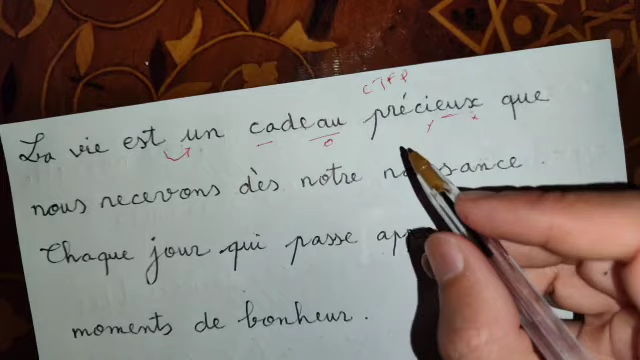 CTFP
La vie est un cadeau précieux que
o y x
nous recevons dès notre
Chaque jour qui passe
moments de bonheur.